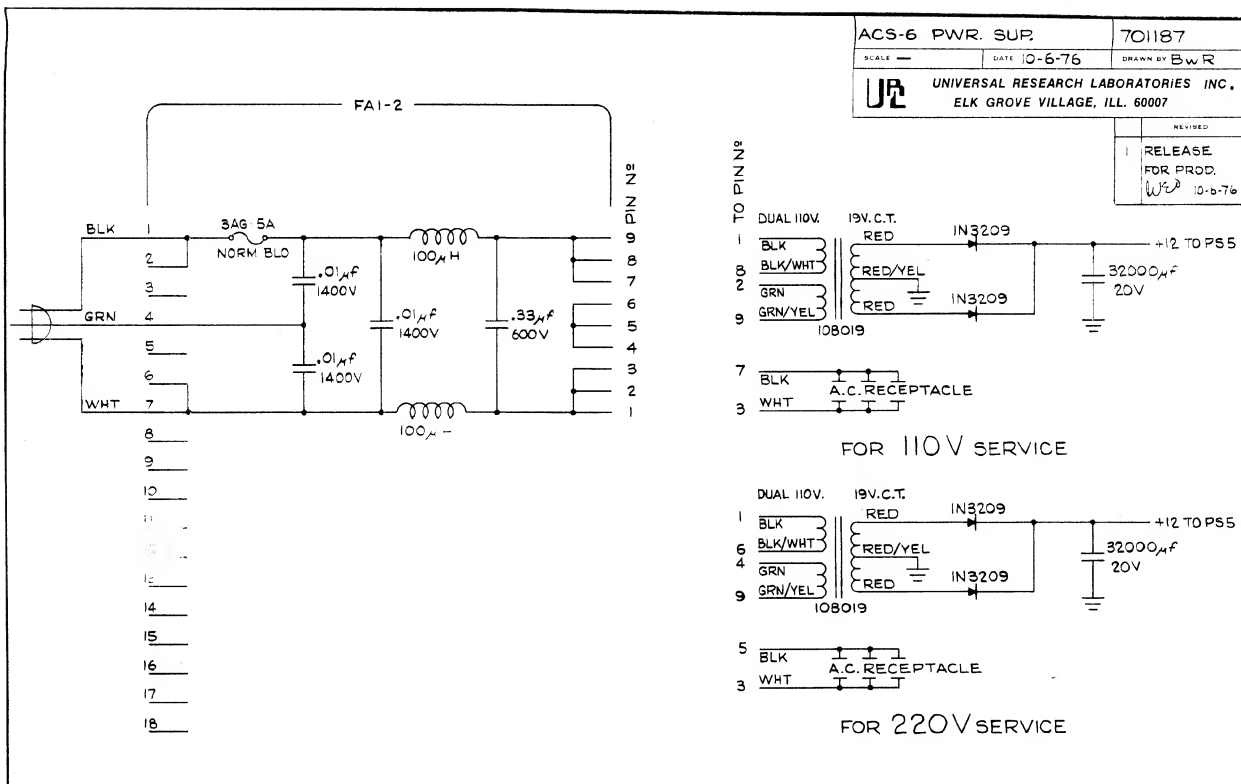 ACS-6 PWR. SUP. 701187
SCALE — DATE 10-6-76 DRAWN BY BWR
URL UNIVERSAL RESEARCH LABORATORIES INC.
ELK GROVE VILLAGE, ILL. 60007
REVISED
1 RELEASE
FOR PROD.
10-6-76
FA1-2
PIN Nº
BLK 1
2
3
GRN 4
5
6
WHT 7
8
9
10
11
13
14
15
16
17
18
3AG 5A
NORM BLO
.01μf
1400V
.01μf
1400V
.01μf
1400V
100μH
100μ
.33μf
600V
9
8
7
6
5
4
3
2
1
TO PIN Nº
DUAL 110V. 19V.C.T.
1 BLK
8 BLK/WHT
2 GRN
9 GRN/YEL
RED
RED/YEL
RED
108019
1N3209
1N3209
+12 TO PS5
32000μf
20V
7 BLK
A.C. RECEPTACLE
3 WHT
FOR 110V SERVICE
DUAL 110V. 19V.C.T.
1 BLK
6 BLK/WHT
4 GRN
9 GRN/YEL
RED
RED/YEL
RED
108019
1N3209
1N3209
+12 TO PS5
32000μf
20V
5 BLK
A.C. RECEPTACLE
3 WHT
FOR 220V SERVICE